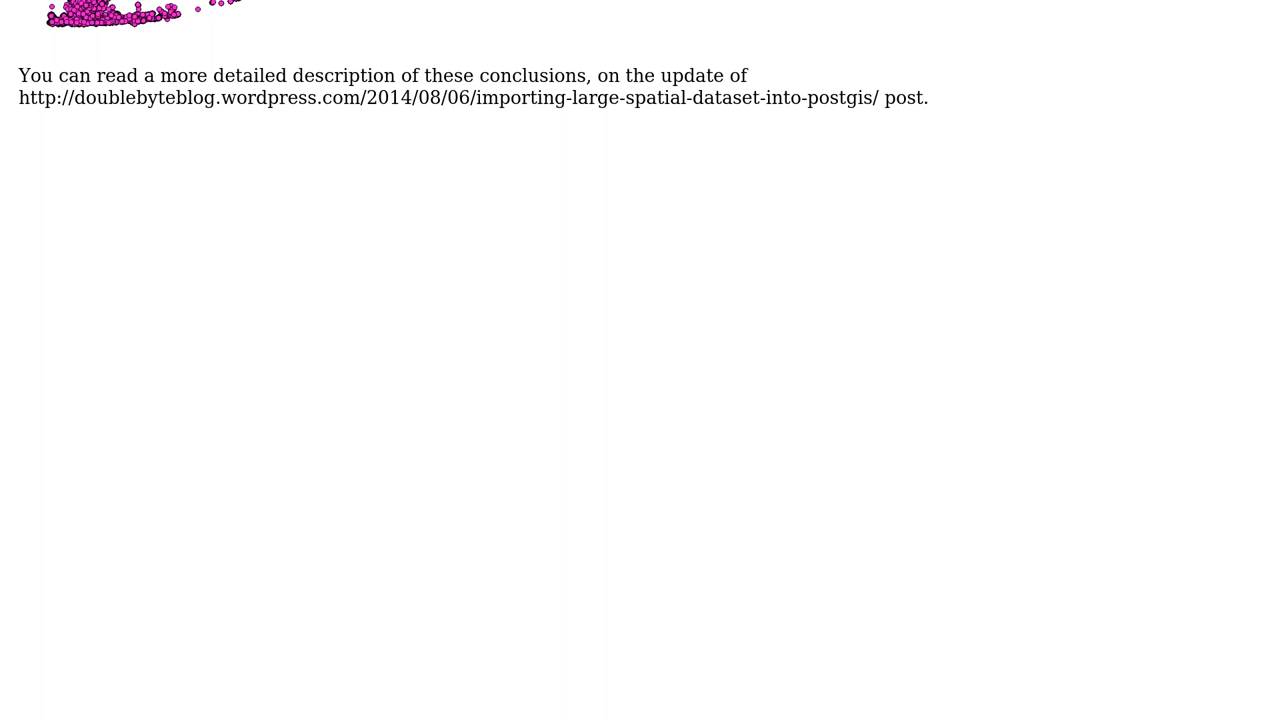 You can read a more detailed description of these conclusions, on the update of
http://doublebyteblog.wordpress.com/2014/08/06/importing-large-spatial-dataset-into-postgis/ post.